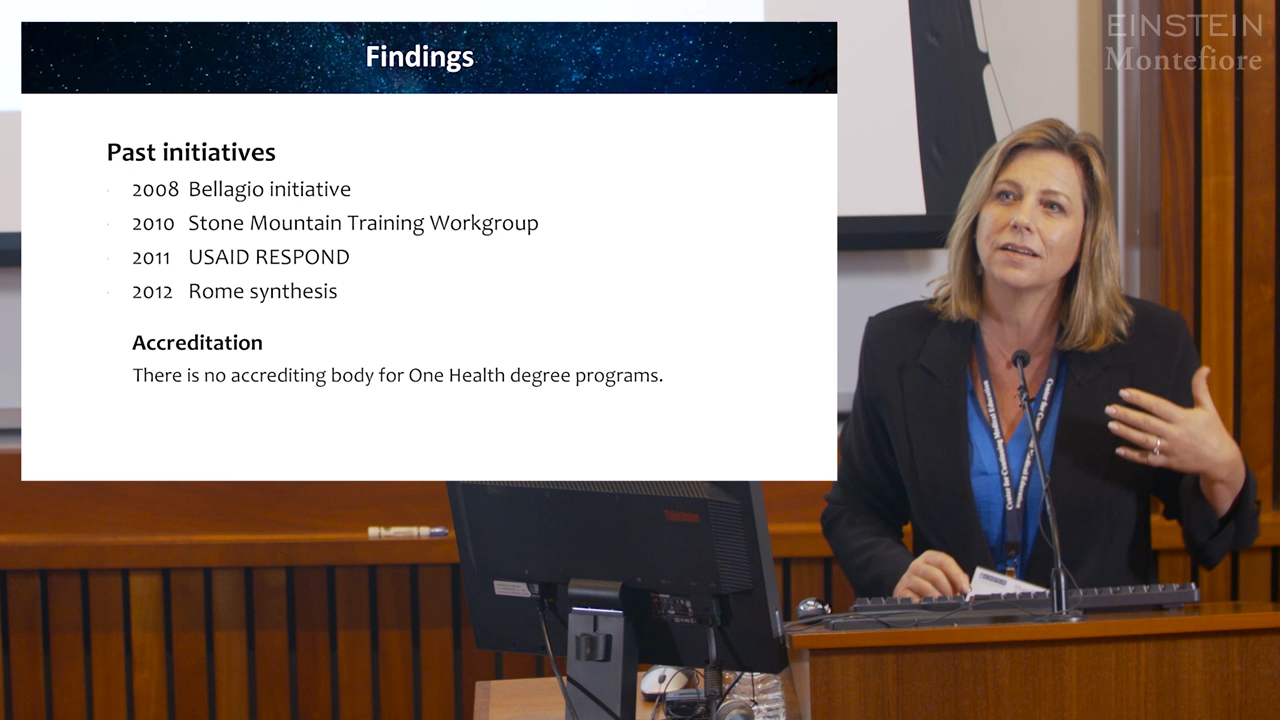 EINSTEIN
Montefiore
Findings
Past initiatives
2008 Bellagio initiative
2010 Stone Mountain Training Workgroup
2011 USAID RESPOND
2012 Rome synthesis
Accreditation
There is no accrediting body for One Health degree programs.